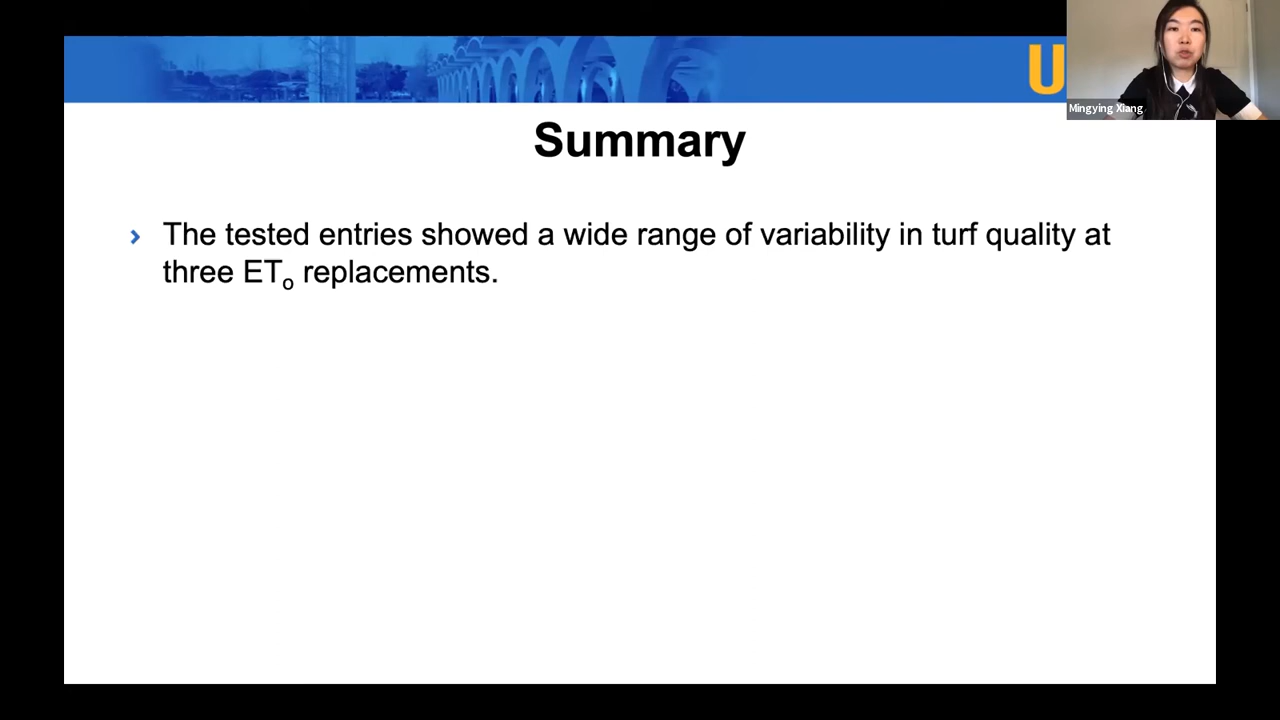 U
Mingying Xiang
Summary
› The tested entries showed a wide range of variability in turf quality at
three ETₒ replacements.